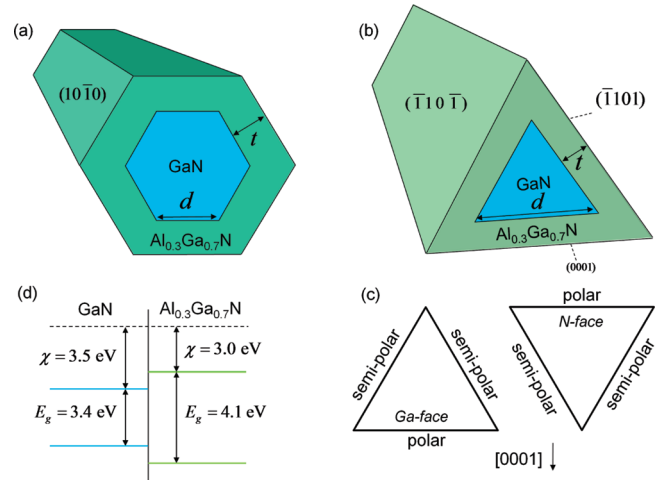 (a)
(101̄0)
GaN
t
d
Al0.3Ga0.7N
(b)
(1̄101̄)
(1̄101)
GaN
t
d
Al0.3Ga0.7N
(0001)
(d)
GaN
Al0.3Ga0.7N
χ = 3.5 eV
χ = 3.0 eV
Eg = 3.4 eV
Eg = 4.1 eV
(c)
polar
N-face
semi-polar
semi-polar
semi-polar
semi-polar
Ga-face
polar
[0001]